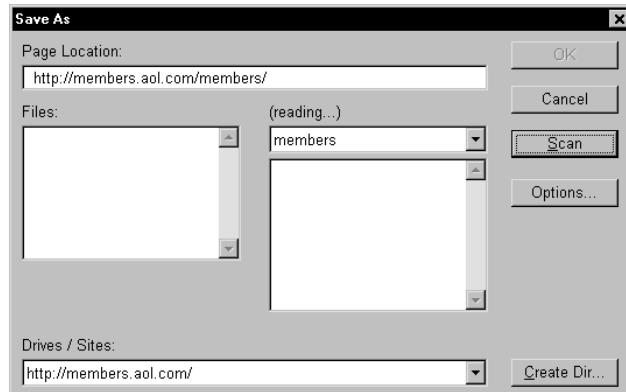 Save As
Page Location:
OK
http://members.aol.com/members/
Cancel
Files:
(reading...)
members
Scan
Options...
Drives / Sites:
http://members.aol.com/
Create Dir...